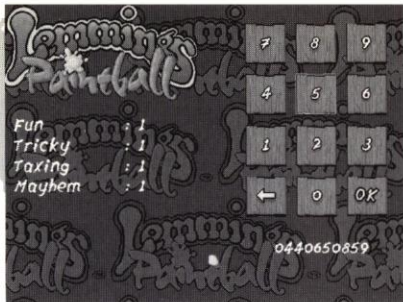 Lemmings
Paintball
7 8 9
4 5 6
Fun : 1
Tricky : 1
Taxing : 1
Mayhem : 1
1 2 3
← 0 OK
0440650859